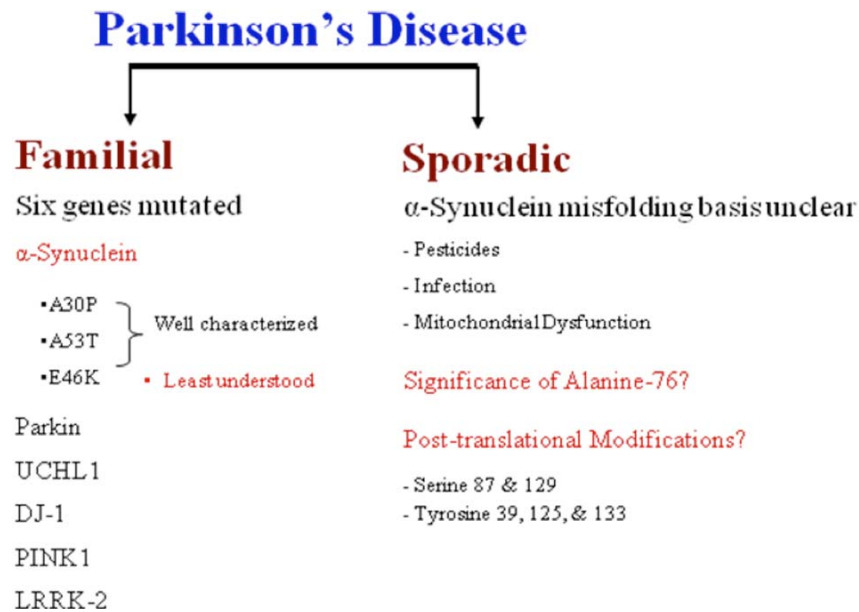 Parkinson’s Disease
Familial
Six genes mutated
α-Synuclein
▪A30P
▪A53T
Well characterized
▪E46K
▪ Least understood
Parkin
UCHL1
DJ-1
PINK1
LRRK-2
Sporadic
α-Synuclein misfolding basis unclear
- Pesticides
- Infection
- Mitochondrial Dysfunction
Significance of Alanine-76?
Post-translational Modifications?
- Serine 87 & 129
- Tyrosine 39, 125, & 133